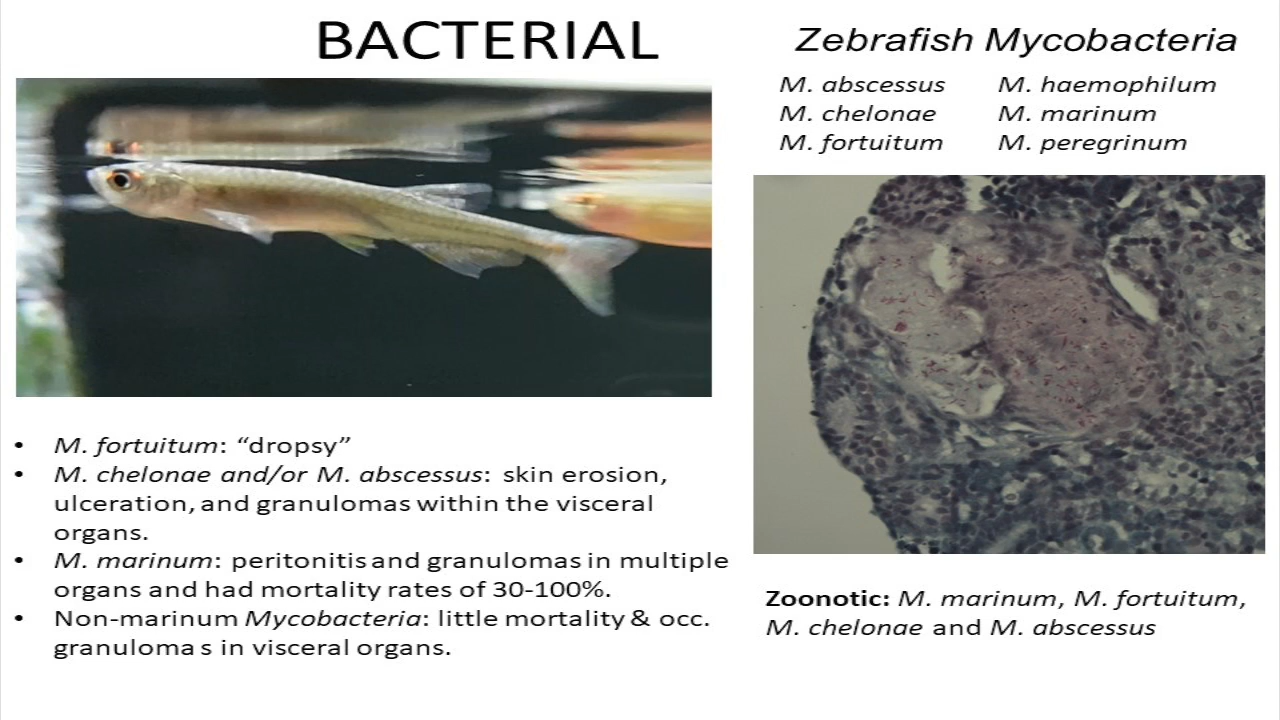 BACTERIAL
Zebrafish Mycobacteria
M. abscessus M. haemophilum
M. chelonae M. marinum
M. fortuitum M. peregrinum
• M. fortuitum: “dropsy”
• M. chelonae and/or M. abscessus: skin erosion,
ulceration, and granulomas within the visceral
organs.
• M. marinum: peritonitis and granulomas in multiple
organs and had mortality rates of 30-100%.
• Non-marinum Mycobacteria: little mortality & occ.
granulomas in visceral organs.
Zoonotic: M. marinum, M. fortuitum,
M. chelonae and M. abscessus